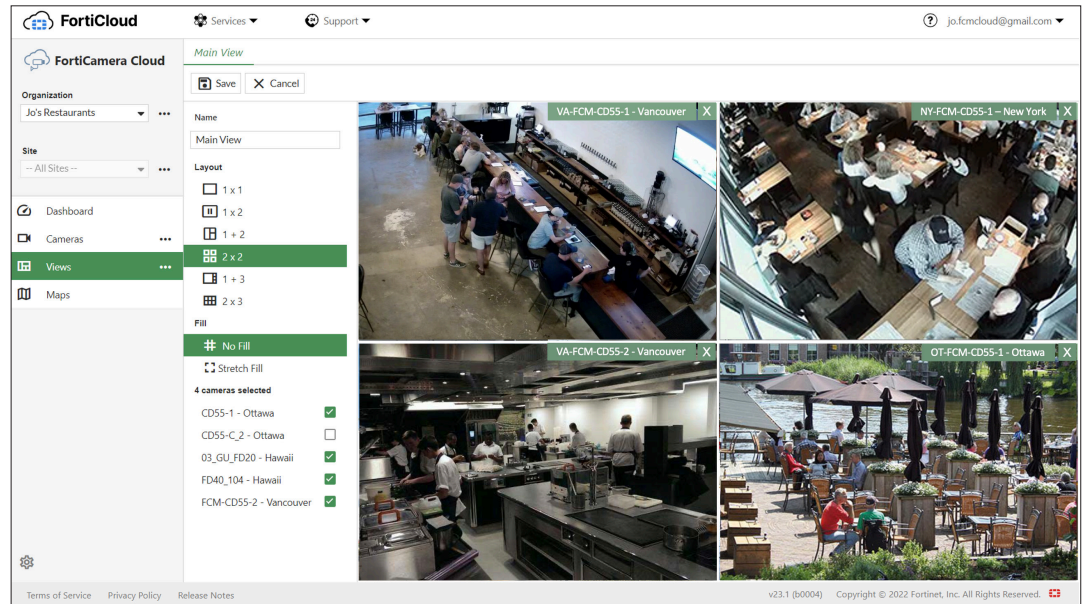 FortiCloud
Services
Support
jo.fcmcloud@gmail.com
FortiCamera Cloud
Organization
Jo's Restaurants
Site
-- All Sites --
Dashboard
Cameras
Views
Maps
Main View
Save
Cancel
Name
Main View
Layout
1 x 1
1 x 2
1 + 2
2 x 2
1 + 3
2 x 3
Fill
No Fill
Stretch Fill
4 cameras selected
CD55-1 - Ottawa
CD55-C_2 - Ottawa
03_GU_FD20 - Hawaii
FD40_104 - Hawaii
FCM-CD55-2 - Vancouver
VA-FCM-CD55-1 - Vancouver X
NY-FCM-CD55-1 – New York X
VA-FCM-CD55-2 - Vancouver X
OT-FCM-CD55-1 - Ottawa X
Terms of Service Privacy Policy Release Notes
v23.1 (b0004) Copyright © 2022 Fortinet, Inc. All Rights Reserved.